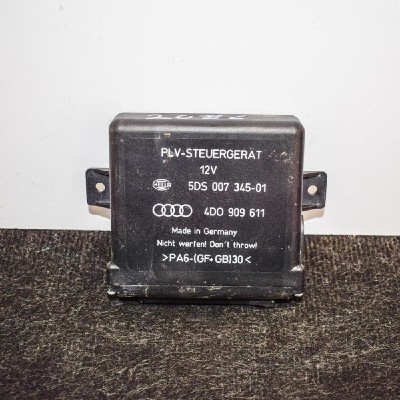 PLV-STEUERGERÄT
12V
HELLA 5DS 007 345-01
4D0 909 611
Made in Germany
Nicht werfen! Don't throw!
>PA6-(GF+GB)30<